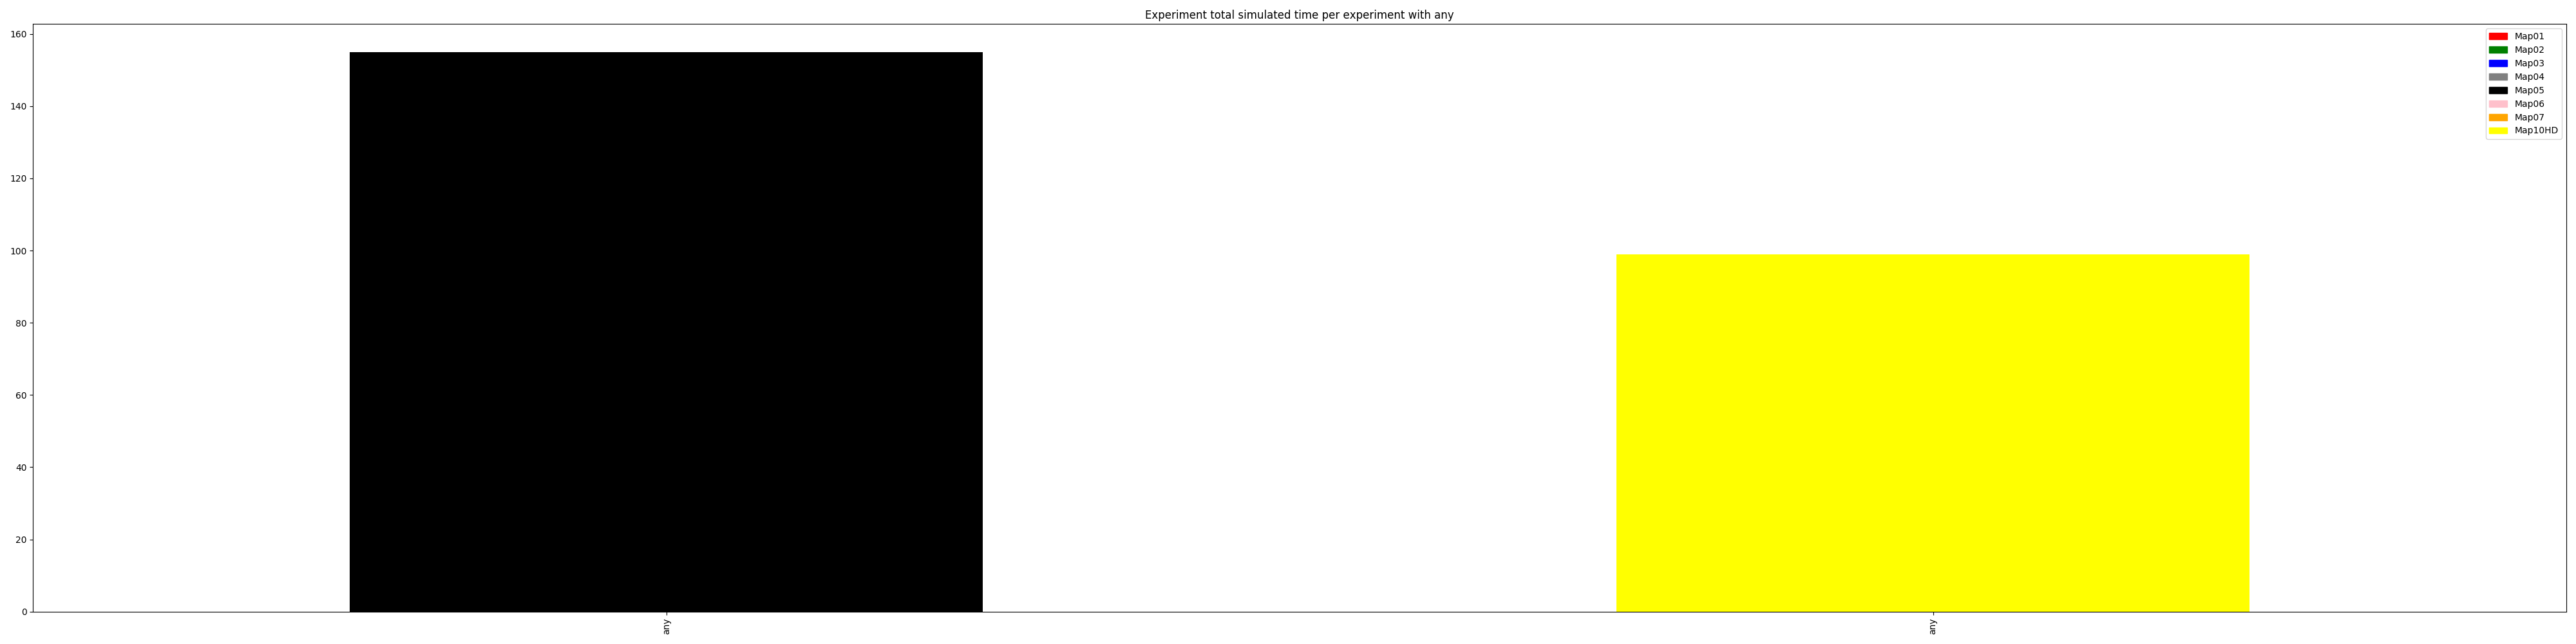 Experiment total simulated time per experiment with any
160
140
120
100
80
60
40
20
0
Map01
Map02
Map03
Map04
Map05
Map06
Map07
Map10HD
any
any